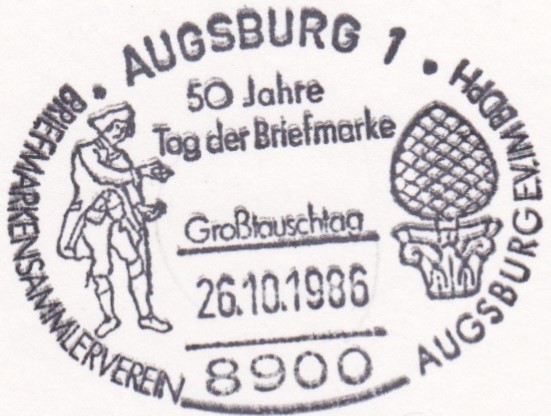 • AUGSBURG 1 •
50 Jahre
Tag der Briefmarke
Großtauschtag
26.10.1986
8900
BRIEFMARKENSAMMLERVEREIN
AUGSBURG E.V. IM BDPH